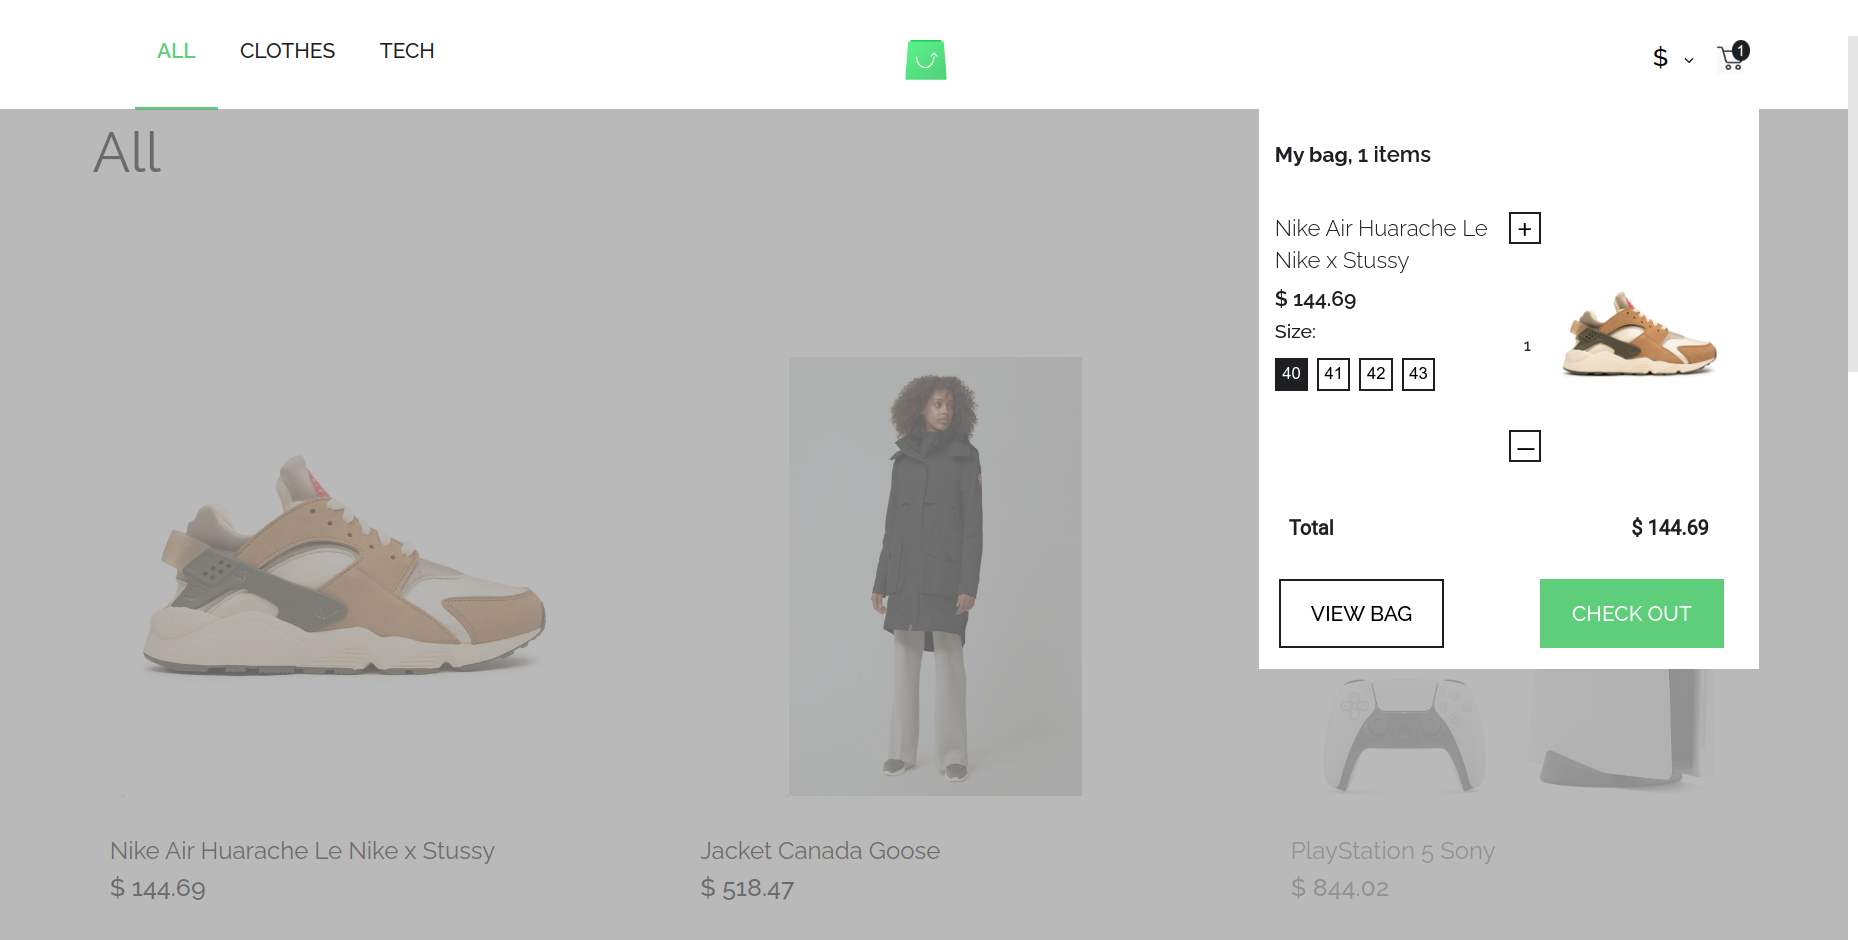 ALL CLOTHES TECH
$
1
All
My bag, 1 items
Nike Air Huarache Le
Nike x Stussy
$ 144.69
Size:
40 41 42 43
+
1
—
Total $ 144.69
VIEW BAG CHECK OUT
Nike Air Huarache Le Nike x Stussy
$ 144.69
Jacket Canada Goose
$ 518.47
PlayStation 5 Sony
$ 844.02